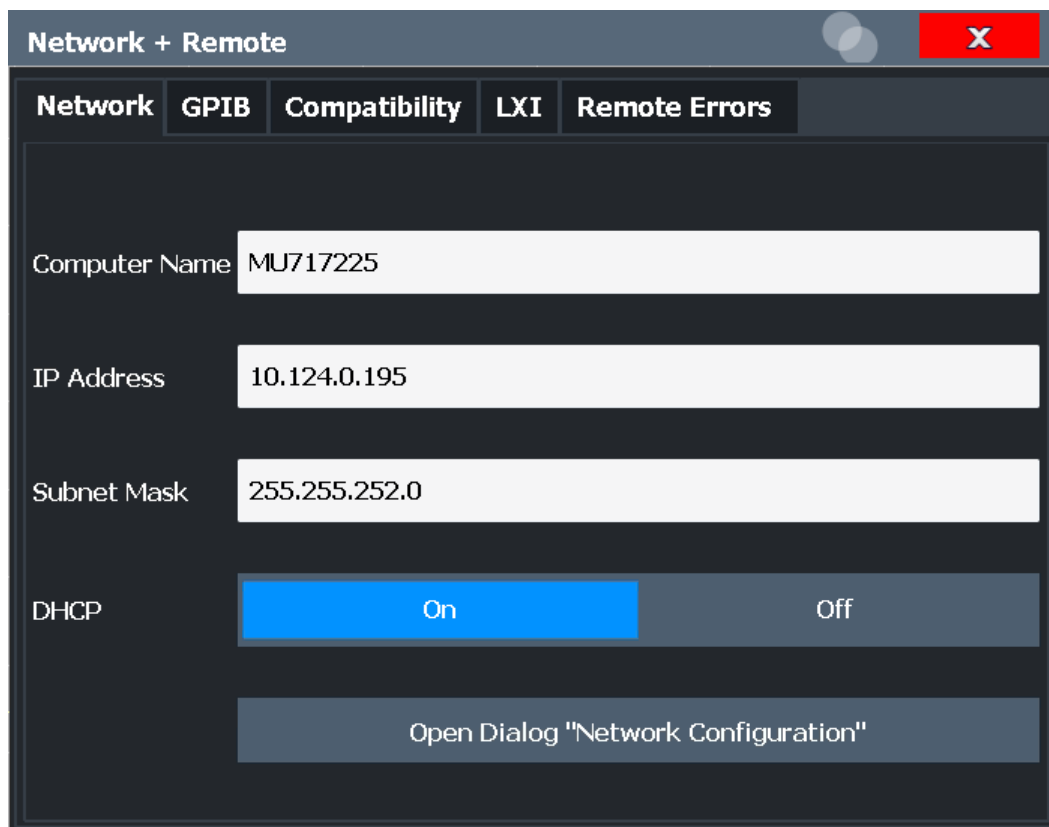 Network + Remote X
Network GPIB Compatibility LXI Remote Errors
Computer Name MU717225
IP Address 10.124.0.195
Subnet Mask 255.255.252.0
DHCP On Off
Open Dialog "Network Configuration"